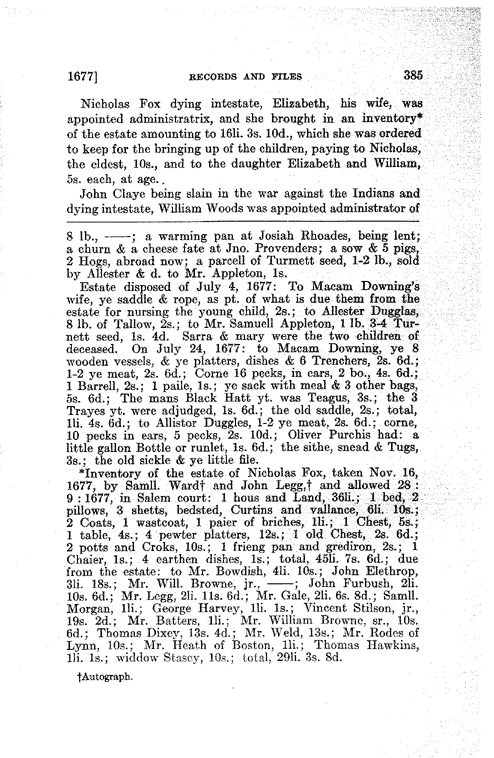 1677] RECORDS AND FILES 385
Nicholas Fox dying intestate, Elizabeth, his wife, was
appointed administratrix, and she brought in an inventory*
of the estate amounting to 16li. 3s. 10d., which she was ordered
to keep for the bringing up of the children, paying to Nicholas,
the eldest, 10s., and to the daughter Elizabeth and William,
5s. each, at age.
John Claye being slain in the war against the Indians and
dying intestate, William Woods was appointed administrator of
8 lb., ——; a warming pan at Josiah Rhoades, being lent;
a churn & a cheese fate at Jno. Provenders; a sow & 5 pigs,
2 Hogs, abroad now; a parcell of Turmett seed, 1-2 lb., sold
by Allester & d. to Mr. Appleton, 1s.
Estate disposed of July 4, 1677: To Macam Downing's
wife, ye saddle & rope, as pt. of what is due them from the
estate for nursing the young child, 2s.; to Allester Dugglas,
8 lb. of Tallow, 2s.; to Mr. Samuell Appleton, 1 lb. 3-4 Tur-
nett seed, 1s. 4d. Sarra & mary were the two children of
deceased. On July 24, 1677: to Macam Downing, ye 8
wooden vessels, & ye platters, dishes & 6 Trenchers, 2s. 6d.;
1-2 ye meat, 2s. 6d.; Corne 16 pecks, in ears, 2 bo., 4s. 6d.;
1 Barrell, 2s.; 1 paile, 1s.; ye sack with meal & 3 other bags,
5s. 6d.; The mans Black Hatt yt. was Teagus, 3s.; the 3
Trayes yt. were adjudged, 1s. 6d.; the old saddle, 2s.; total,
1li. 4s. 6d.; to Allistor Duggles, 1-2 ye meat, 2s. 6d.; corne,
10 pecks in ears, 5 pecks, 2s. 10d.; Oliver Purchis had: a
little gallon Bottle or runlet, 1s. 6d.; the sithe, snead & Tugs,
3s.; the old sickle & ye little file.
*Inventory of the estate of Nicholas Fox, taken Nov. 16,
1677, by Samll. Ward† and John Legg,† and allowed 28 :
9 : 1677, in Salem court: 1 hous and Land, 36li.; 1 bed, 2
pillows, 3 shetts, bedsted, Curtins and vallance, 6li. 10s.;
2 Coats, 1 wastcoat, 1 paier of briches, 1li.; 1 Chest, 5s.;
1 table, 4s.; 4 pewter platters, 12s.; 1 old Chest, 2s. 6d.;
2 potts and Croks, 10s.; 1 frieng pan and grediron, 2s.; 1
Chaier, 1s.; 4 earthen dishes, 1s.; total, 45li. 7s. 6d.; due
from the estate: to Mr. Bowdish, 4li. 10s.; John Elethrop,
3li. 18s.; Mr. Will. Browne, jr., ——; John Furbush, 2li.
10s. 6d.; Mr. Legg, 2li. 11s. 6d.; Mr. Gale, 2li. 6s. 8d.; Samll.
Morgan, 1li.; George Harvey, 1li. 1s.; Vincent Stilson, jr.,
19s. 2d.; Mr. Batters, 1li.; Mr. William Browne, sr., 10s.
6d.; Thomas Dixey, 13s. 4d.; Mr. Weld, 13s.; Mr. Rodes of
Lynn, 10s.; Mr. Heath of Boston, 1li.; Thomas Hawkins,
1li. 1s.; widdow Stasey, 10s.; total, 29li. 3s. 8d.
†Autograph.